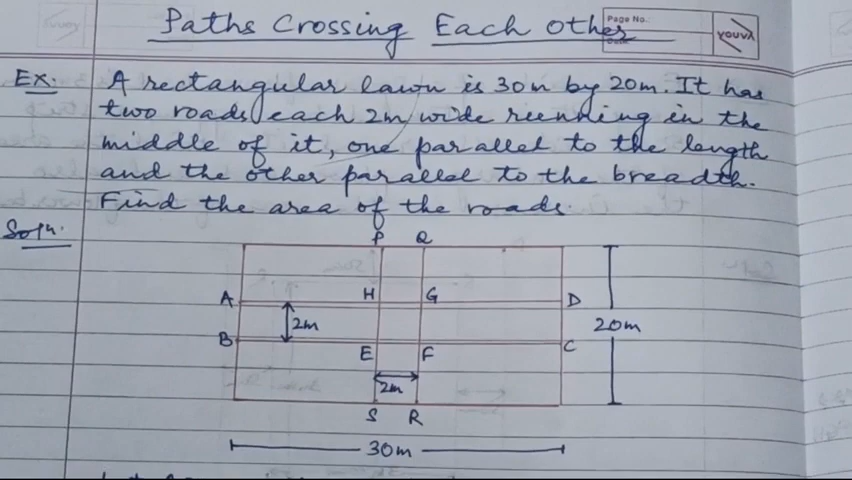 Paths Crossing Each Other
Page No.
Date
YOUVA
Ex. A rectangular lawn is 30m by 20m. It has
two roads each 2m wide running in the
middle of it, one parallel to the length
and the other parallel to the breadth.
Find the area of the roads.
Soln.
P Q
A H G D
2m 20m
B E F C
2m
S R
30m